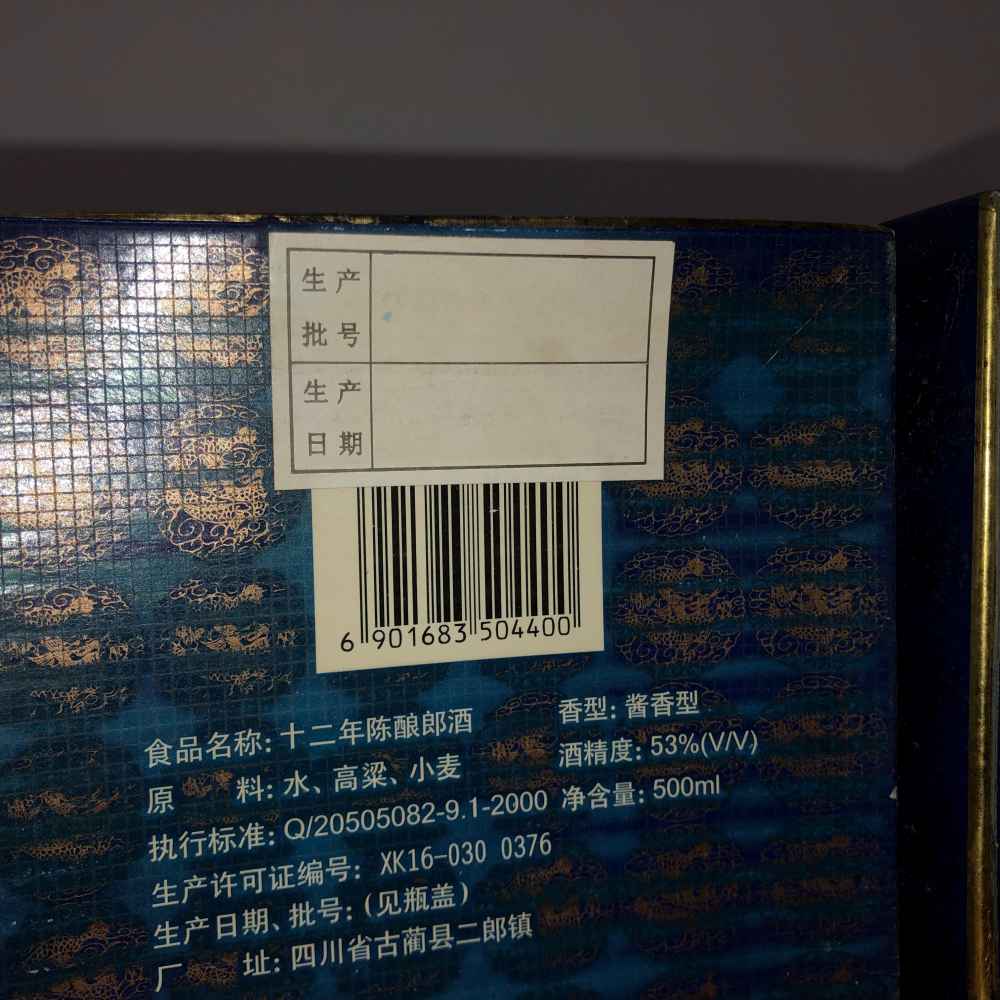 生产
批号
生产
日期
6 901683 504400
食品名称：十二年陈酿郎酒
香型：酱香型
原 料：水、高粱、小麦
酒精度：53%(V/V)
执行标准：Q/20505082-9.1-2000
净含量：500ml
生产许可证编号：XK16-030 0376
生产日期、批号：(见瓶盖)
厂 址：四川省古蔺县二郎镇